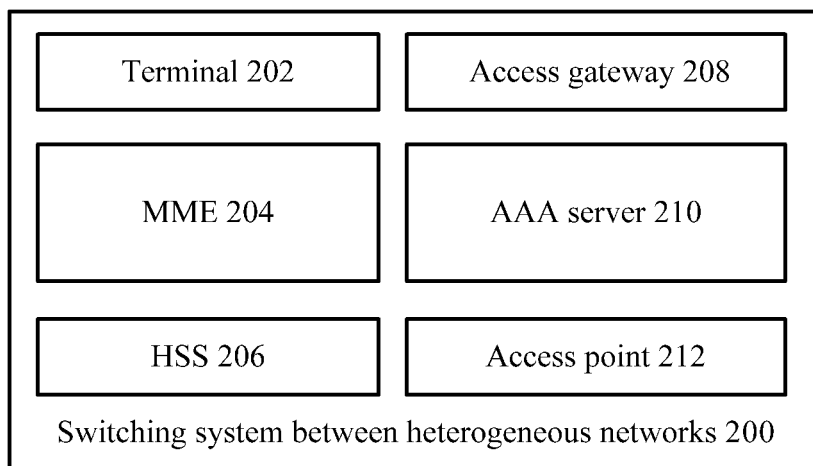 Terminal 202
Access gateway 208
MME 204
AAA server 210
HSS 206
Access point 212
Switching system between heterogeneous networks 200